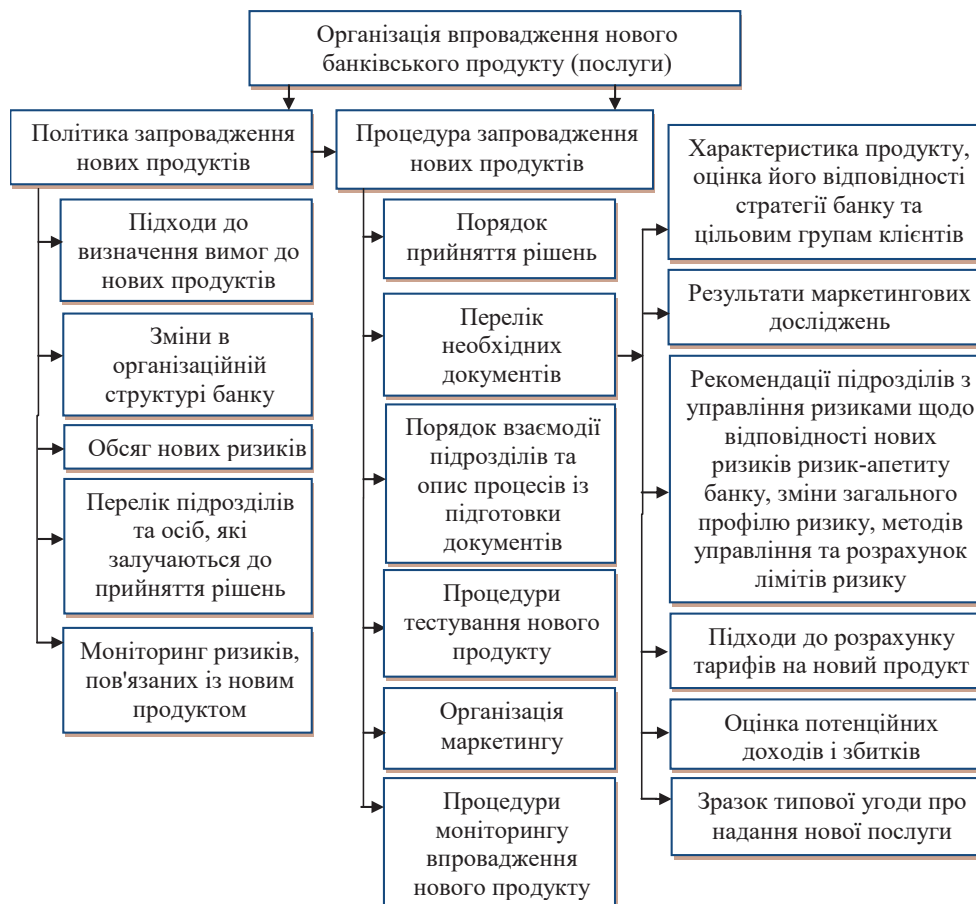 Організація впровадження нового
банківського продукту (послуги)
Політика запровадження
нових продуктів
Підходи до
визначення вимог до
нових продуктів
Зміни в
організаційній
структурі банку
Обсяг нових ризиків
Перелік підрозділів
та осіб, які
залучаються до
прийняття рішень
Моніторинг ризиків,
пов'язаних із новим
продуктом
Процедура запровадження
нових продуктів
Порядок
прийняття рішень
Перелік
необхідних
документів
Порядок взаємодії
підрозділів та
опис процесів із
підготовки
документів
Процедури
тестування нового
продукту
Організація
маркетингу
Процедури
моніторингу
впровадження
нового продукту
Характеристика продукту,
оцінка його відповідності
стратегії банку та
цільовим групам клієнтів
Результати маркетингових
досліджень
Рекомендації підрозділів з
управління ризиками щодо
відповідності нових
ризиків ризик-апетиту
банку, зміни загального
профілю ризику, методів
управління та розрахунок
лімітів ризику
Підходи до розрахунку
тарифів на новий продукт
Оцінка потенційних
доходів і збитків
Зразок типової угоди про
надання нової послуги